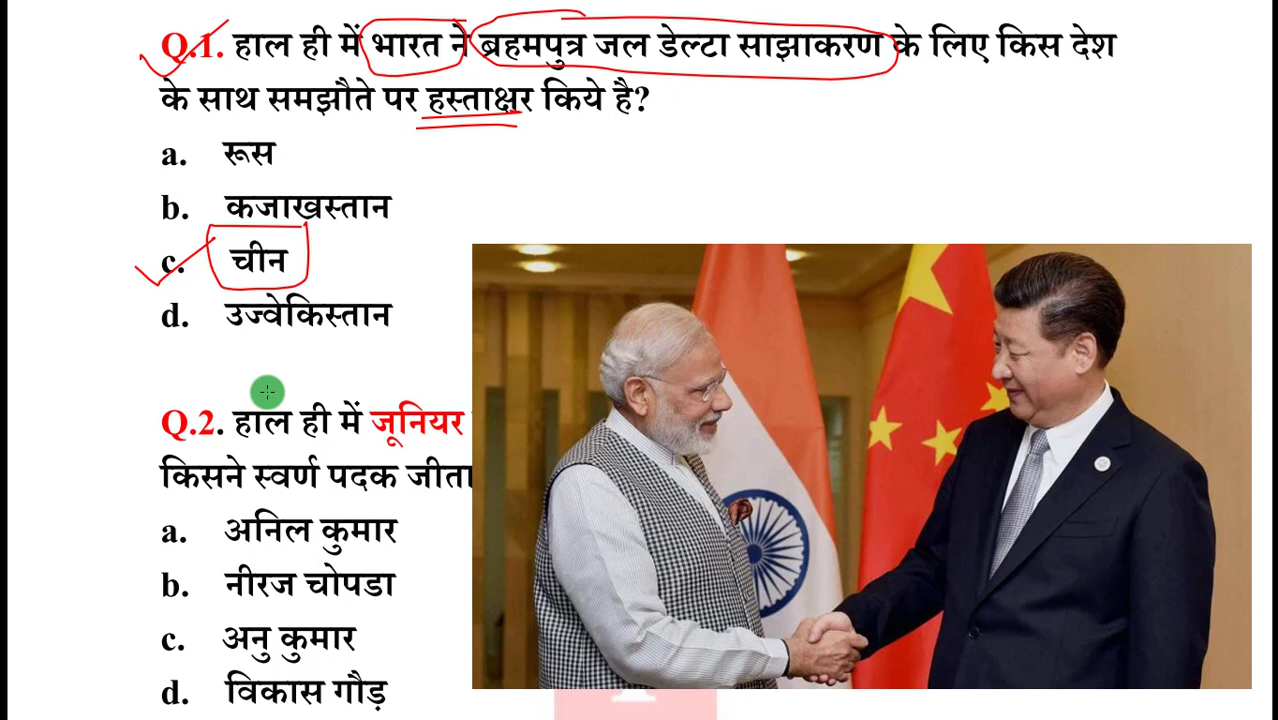 Q.1. हाल ही में भारत ने ब्रहमपुत्र जल डेल्टा साझाकरण के लिए किस देश
के साथ समझौते पर हस्ताक्षर किये है?
a. रूस
b. कजाखस्तान
c. चीन
d. उज्वेकिस्तान
Q.2. हाल ही में जूनियर
किसने स्वर्ण पदक जीता
a. अनिल कुमार
b. नीरज चोपडा
c. अनु कुमार
d. विकास गौड़